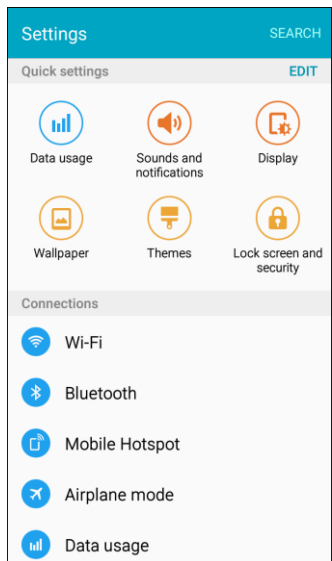 Settings
SEARCH
Quick settings
EDIT
Data usage
Sounds and
notifications
Display
Wallpaper
Themes
Lock screen and
security
Connections
Wi-Fi
Bluetooth
Mobile Hotspot
Airplane mode
Data usage